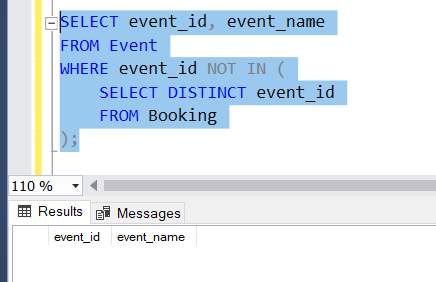 SELECT event_id, event_name
FROM Event
WHERE event_id NOT IN (
SELECT DISTINCT event_id
FROM Booking
);
110 %
Results Messages
event_id event_name